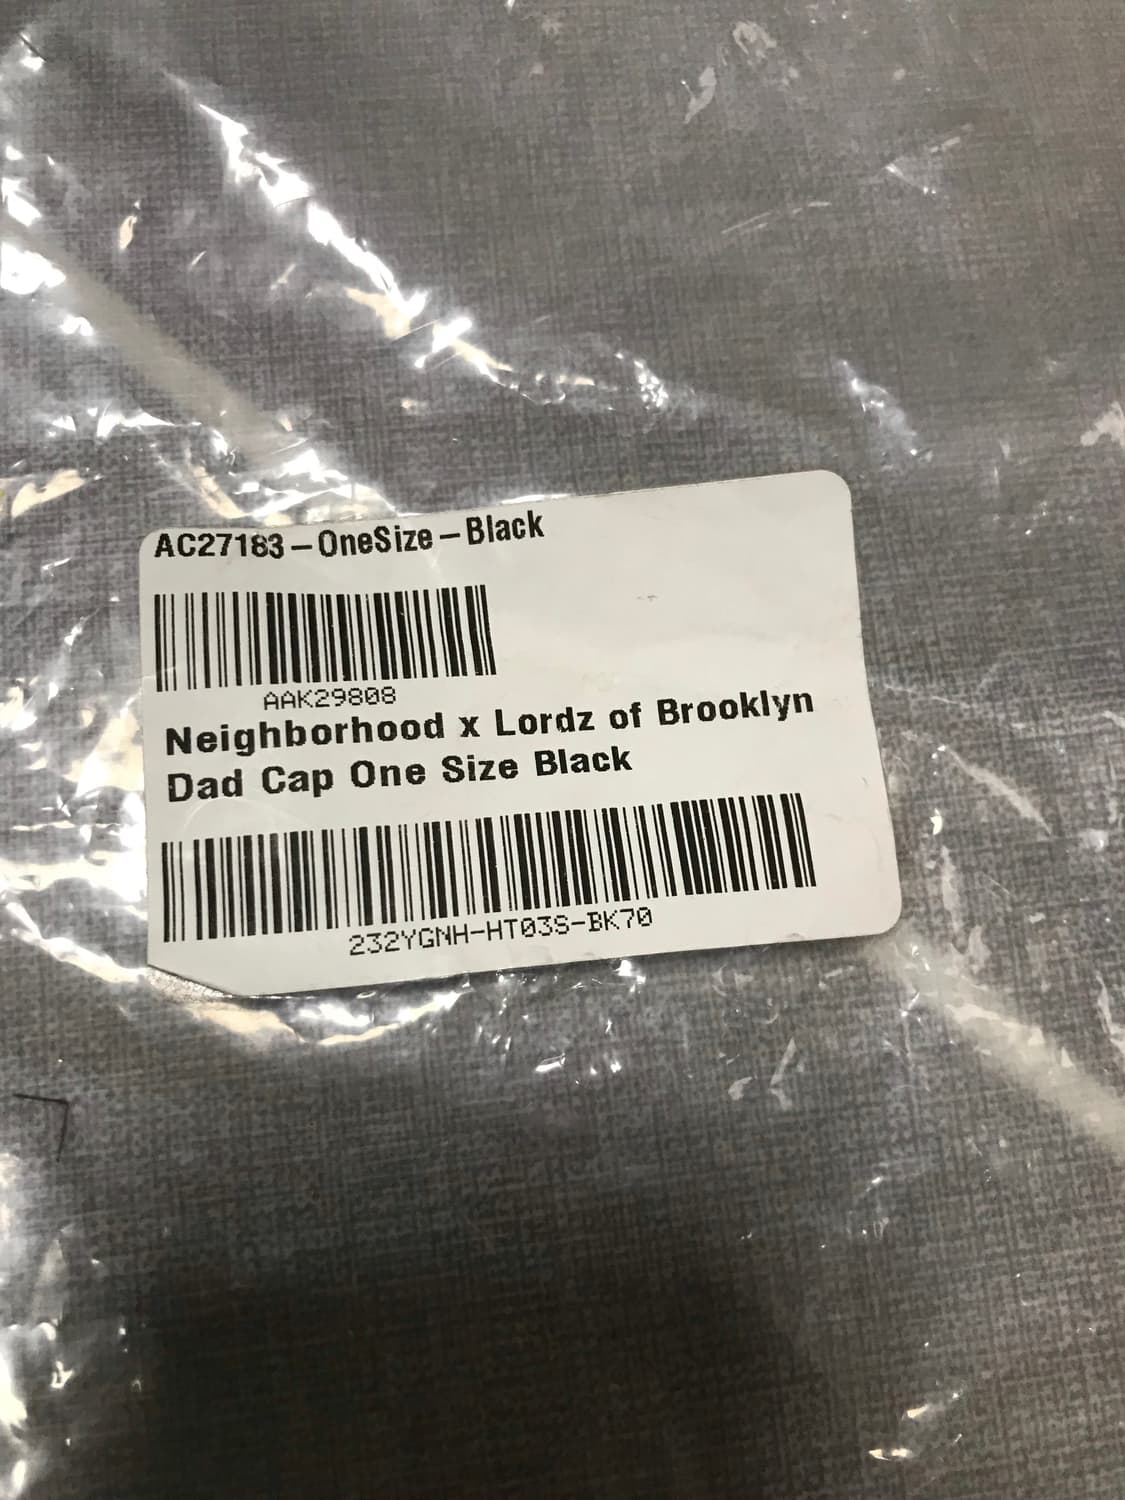 AC27183-OneSize-Black
AAK29808
Neighborhood x Lordz of Brooklyn
Dad Cap One Size Black
232YGNH-HT03S-BK70